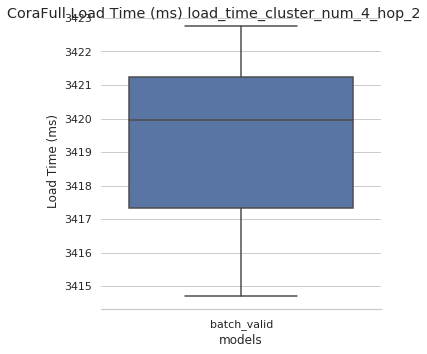 CoraFull Load Time (ms) load_time_cluster_num_4_hop_2
3423
3422
3421
3420
3419
3418
3417
3416
3415
Load Time (ms)
batch_valid
models